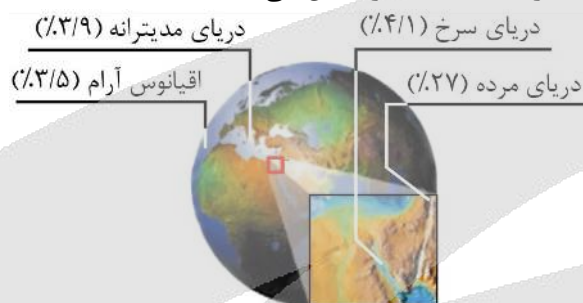 دریای سرخ (٪۴/۱)
دریای مدیترانه (٪۳/۹)
دریای مرده (٪۲۷)
اقیانوس آرام (٪۳/۵)